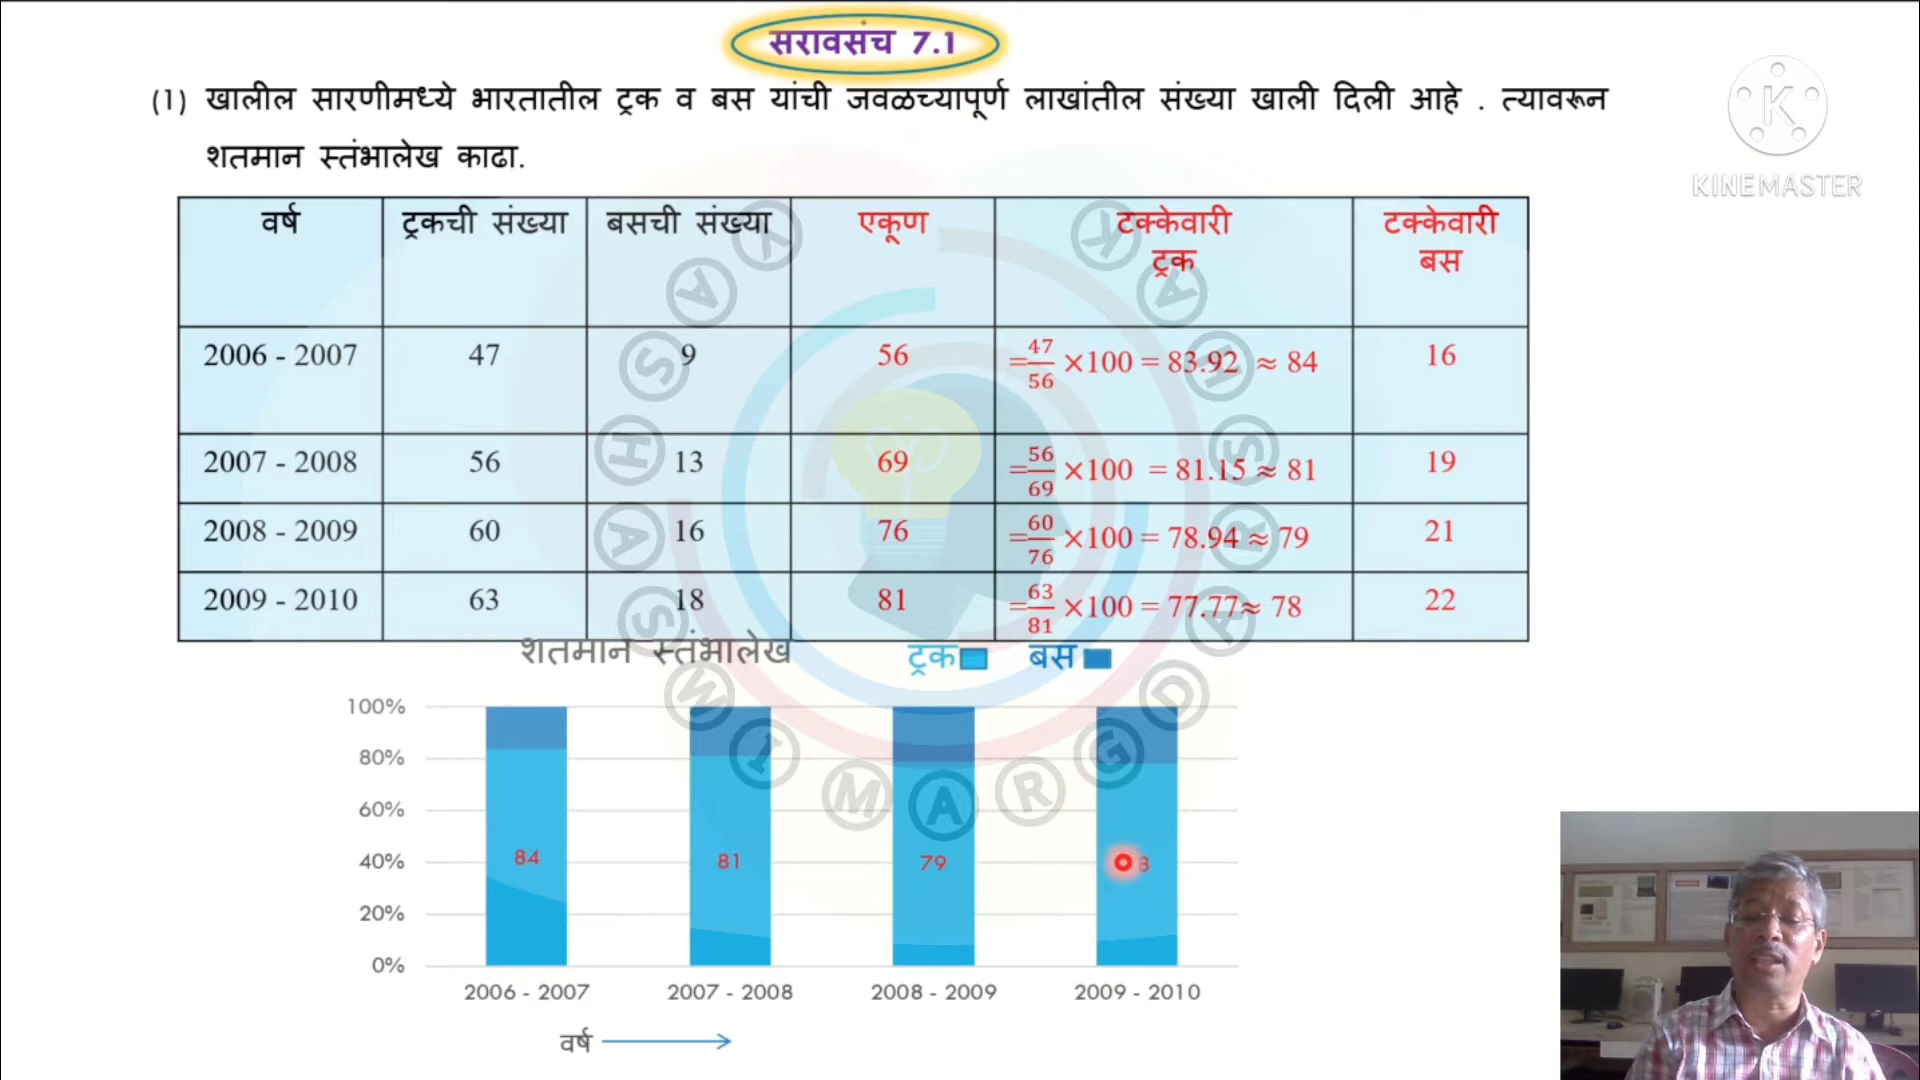 सरावसंच 7.1
(1) खालील सारणीमध्ये भारतातील ट्रक व बस यांची जवळच्यापूर्ण लाखांतील संख्या खाली दिली आहे . त्यावरून
शतमान स्तंभालेख काढा.
K
KINEMASTER
वर्ष ट्रकची संख्या बसची संख्या एकूण टक्केवारी ट्रक टक्केवारी बस
2006 - 2007 47 9 56 =47/56 ×100 = 83.92 ≈ 84 16
2007 - 2008 56 13 69 =56/69 ×100 = 81.15 ≈ 81 19
2008 - 2009 60 16 76 =60/76 ×100 = 78.94 ≈ 79 21
2009 - 2010 63 18 81 =63/81 ×100 = 77.77≈ 78 22
शतमान स्तंभालेख ट्रक बस
100%
80%
60%
40%
20%
0%
84 81 79 8
2006 - 2007 2007 - 2008 2008 - 2009 2009 - 2010
वर्ष